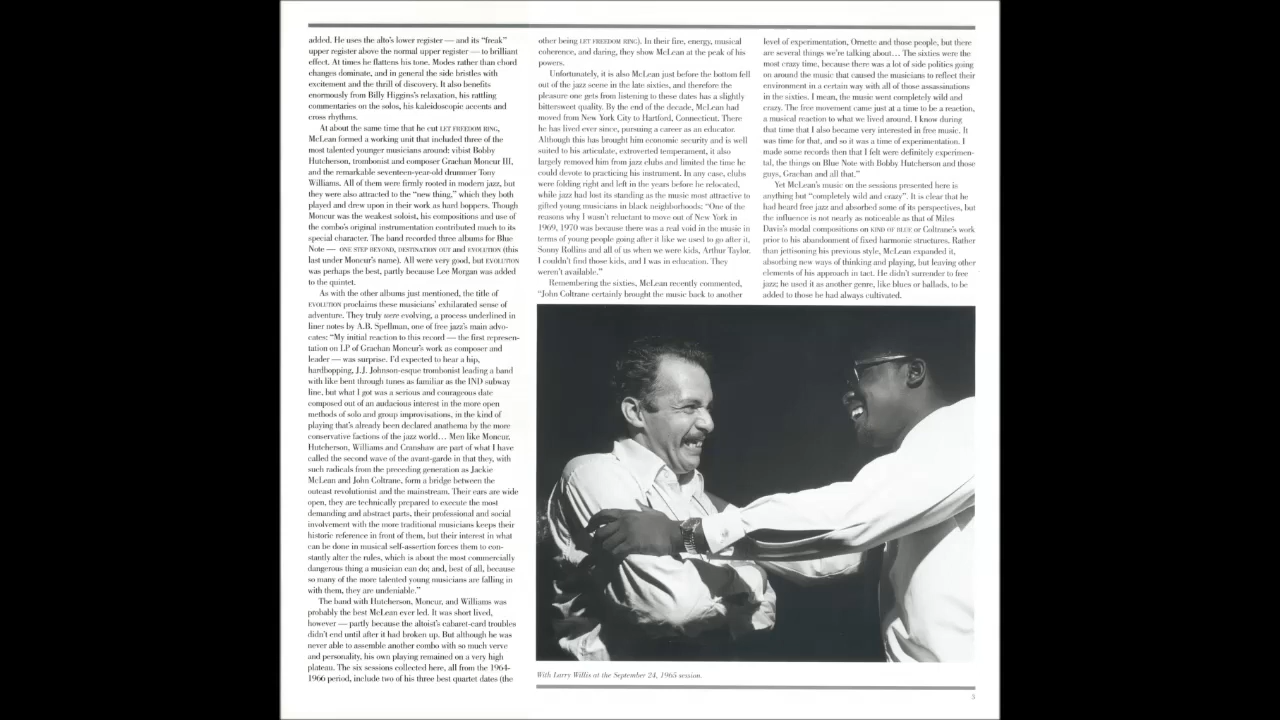 added. He uses the alto's lower register — and its "freak"
upper register above the normal upper register — to brilliant
effect. At times he flattens his tone. Modes rather than chord
changes dominate, and in general the side bristles with
excitement and the thrill of discovery. It also benefits
enormously from Billy Higgins's relaxation, his rattling
commentaries on the solos, his kaleidoscopic accents and
cross rhythms.
At about the same time that he cut LET FREEDOM RING,
McLean formed a working unit that included three of the
most talented younger musicians around: vibist Bobby
Hutcherson, trombonist and composer Grachan Moncur III,
and the remarkable seventeen-year-old drummer Tony
Williams. All of them were firmly rooted in modern jazz, but
they were also attracted to the "new thing," which they both
played and drew upon in their work as hard boppers. Though
Moncur was the weakest soloist, his compositions and use of
the combo's original instrumentation contributed much to its
special character. The band recorded three albums for Blue
Note — ONE STEP BEYOND, DESTINATION OUT and EVOLUTION (this
last under Moncur's name). All were very good, but EVOLUTION
was perhaps the best, partly because Lee Morgan was added
to the quintet.
As with the other albums just mentioned, the title of
EVOLUTION proclaims these musicians' exhilarated sense of
adventure. They truly were evolving, a process underlined in
liner notes by A.B. Spellman, one of free jazz's main advo-
cates: "My initial reaction to this record — the first represen-
tation on LP of Grachan Moncur's work as composer and
leader — was surprise. I'd expected to hear a hip,
hardbopping, J.J. Johnson-esque trombonist leading a band
with like bent through tunes as familiar as the IND subway
line, but what I got was a serious and courageous date
composed out of an audacious interest in the more open
methods of solo and group improvisations, in the kind of
playing that's already been declared anathema by the more
conservative factions of the jazz world... Men like Moncur,
Hutcherson, Williams and Cranshaw are part of what I have
called the second wave of the avant-garde in that they, with
such radicals from the preceding generation as Jackie
McLean and John Coltrane, form a bridge between the
outcast revolutionist and the mainstream. Their ears are wide
open, they are technically prepared to execute the most
demanding and abstract parts, their professional and social
involvement with the more traditional musicians keeps their
historic reference in front of them, but their interest in what
can be done in musical self-assertion forces them to con-
stantly alter the rules, which is about the most commercially
dangerous thing a musician can do; and, best of all, because
so many of the more talented young musicians are falling in
with them, they are undeniable."
The band with Hutcherson, Moncur, and Williams was
probably the best McLean ever led. It was short lived,
however — partly because the altoist's cabaret-card troubles
didn't end until after it had broken up. But although he was
never able to assemble another combo with so much verve
and personality, his own playing remained on a very high
plateau. The six sessions collected here, all from the 1964-
1966 period, include two of his three best quartet dates (the
other being LET FREEDOM RING). In their fire, energy, musical
coherence, and daring, they show McLean at the peak of his
powers.
Unfortunately, it is also McLean just before the bottom fell
out of the jazz scene in the late sixties, and therefore the
pleasure one gets from listening to these dates has a slightly
bittersweet quality. By the end of the decade, McLean had
moved from New York City to Hartford, Connecticut. There
he has lived ever since, pursuing a career as an educator.
Although this has brought him economic security and is well
suited to his articulate, extroverted temperament, it also
largely removed him from jazz clubs and limited the time he
could devote to practicing his instrument. In any case, clubs
were folding right and left in the years before he relocated,
while jazz had lost its standing as the music most attractive to
gifted young musicians in black neighborhoods: "One of the
reasons why I wasn't reluctant to move out of New York in
1969, 1970 was because there was a real void in the music in
terms of young people going after it like we used to go after it,
Sonny Rollins and all of us when we were kids, Arthur Taylor.
I couldn't find those kids, and I was in education. They
weren't available."
Remembering the sixties, McLean recently commented,
"John Coltrane certainly brought the music back to another
level of experimentation, Ornette and those people, but there
are several things we're talking about... The sixties were the
most crazy time, because there was a lot of side politics going
on around the music that caused the musicians to reflect their
environment in a certain way with all of those assassinations
in the sixties. I mean, the music went completely wild and
crazy. The free movement came just at a time to be a reaction,
a musical reaction to what we lived around. I know during
that time that I also became very interested in free music. It
was time for that, and so it was a time of experimentation. I
made some records then that I felt were definitely experimen-
tal, the things on Blue Note with Bobby Hutcherson and those
guys, Grachan and all that."
Yet McLean's music on the sessions presented here is
anything but "completely wild and crazy". It is clear that he
had heard free jazz and absorbed some of its perspectives, but
the influence is not nearly as noticeable as that of Miles
Davis's modal compositions on KIND OF BLUE or Coltrane's work
prior to his abandonment of fixed harmonic structures. Rather
than jettisoning his previous style, McLean expanded it,
absorbing new ways of thinking and playing, but leaving other
elements of his approach in tact. He didn't surrender to free
jazz; he used it as another genre, like blues or ballads, to be
added to those he had always cultivated.
With Larry Willis at the September 24, 1965 session.
3